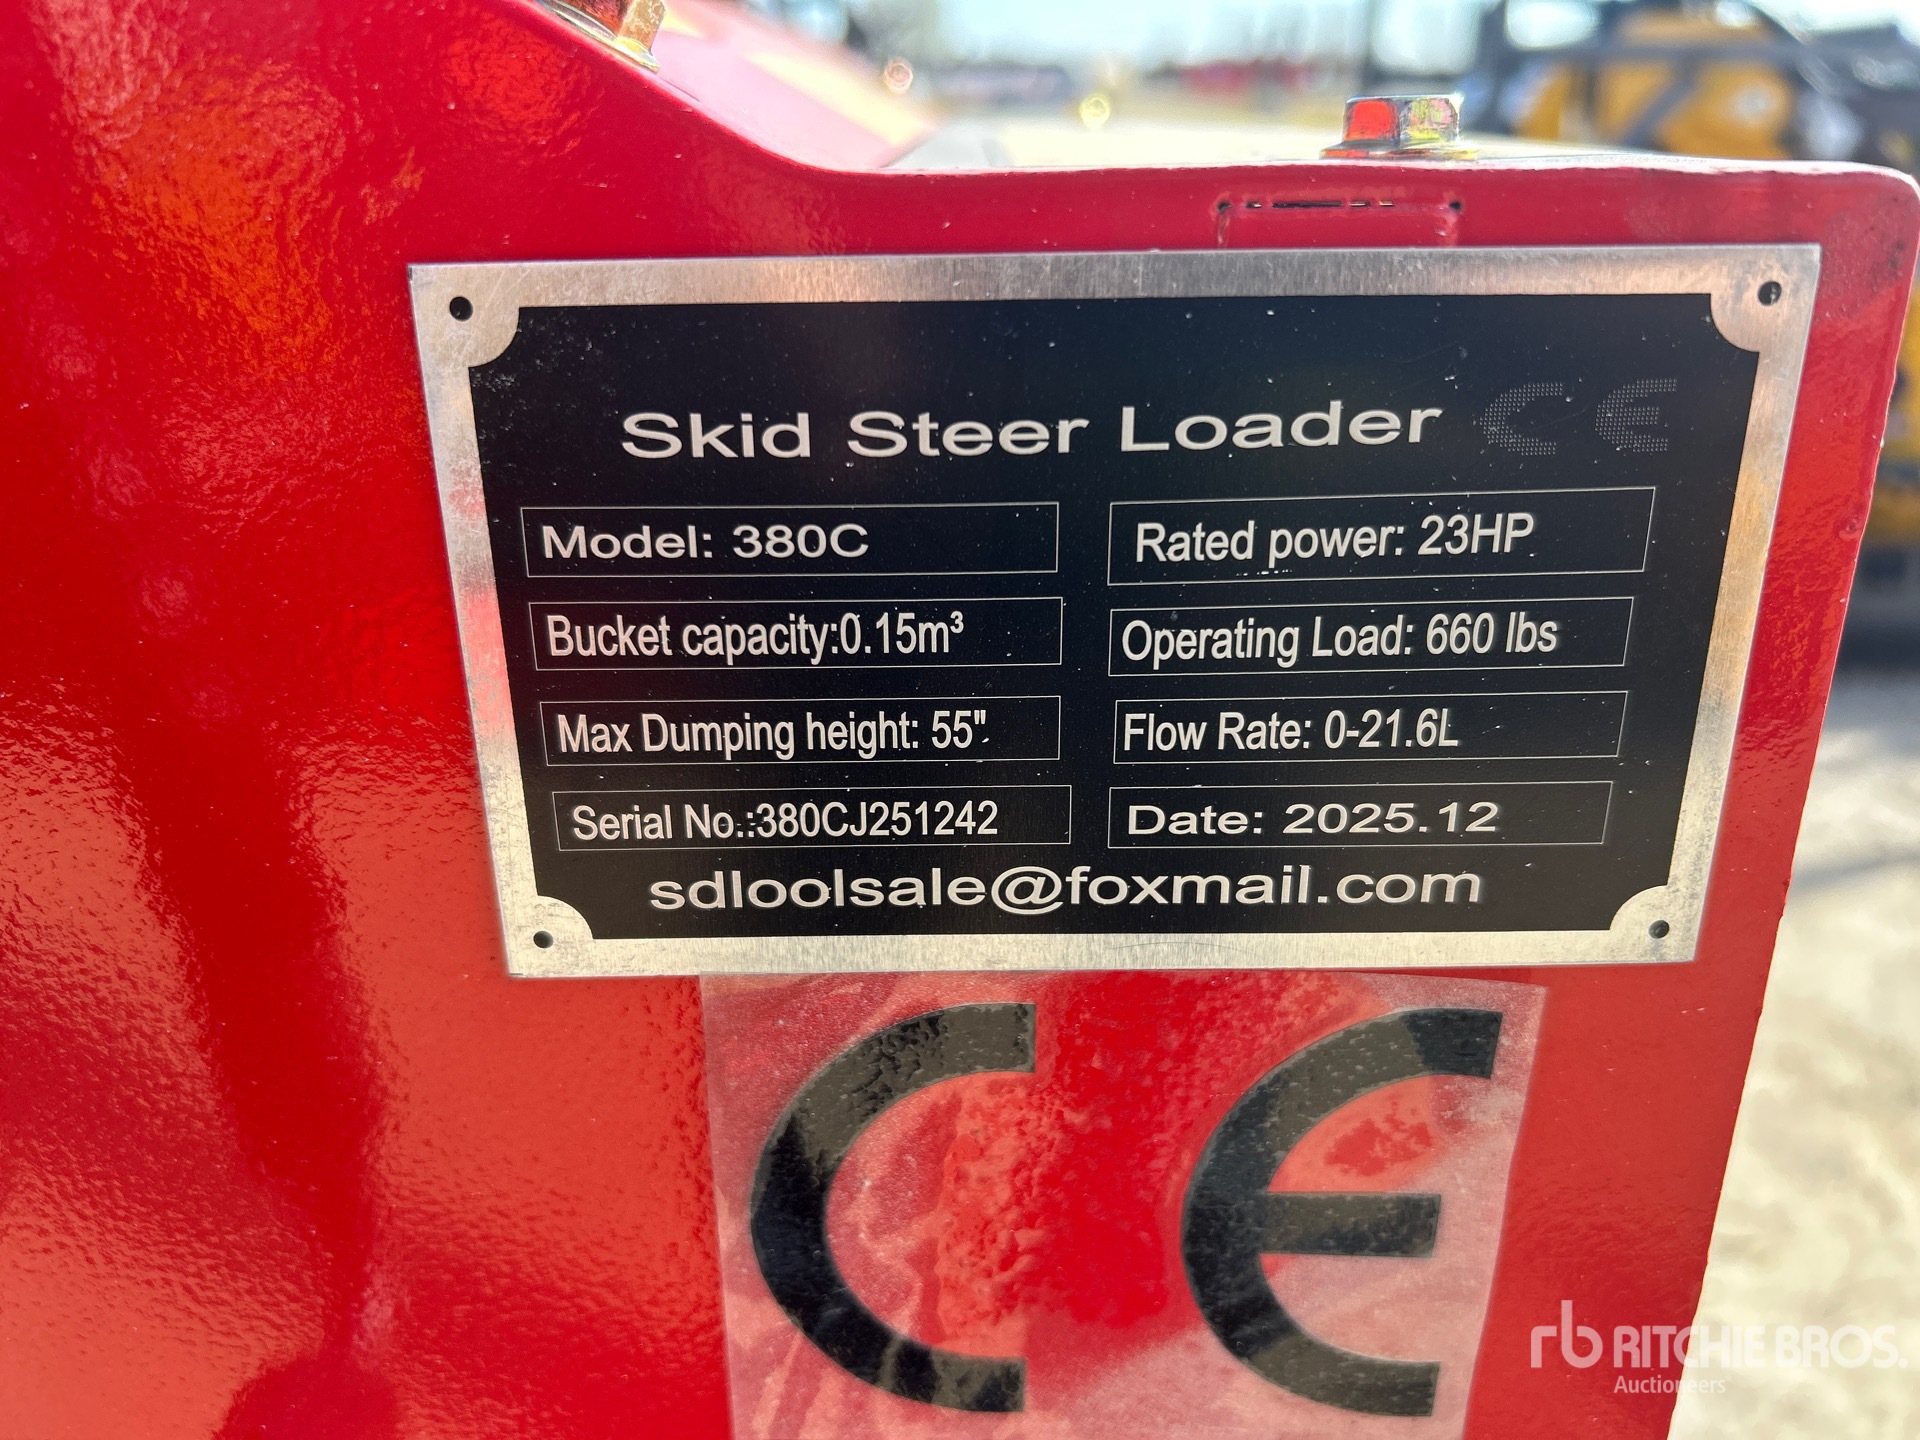 Skid Steer Loader CE
Model: 380C
Rated power: 23HP
Bucket capacity:0.15m³
Operating Load: 660 lbs
Max Dumping height: 55"
Flow Rate: 0-21.6L
Serial No.:380CJ251242
Date: 2025.12
sdloolsale@foxmail.com
CE
rb RITCHIE BROS.
Auctioneers